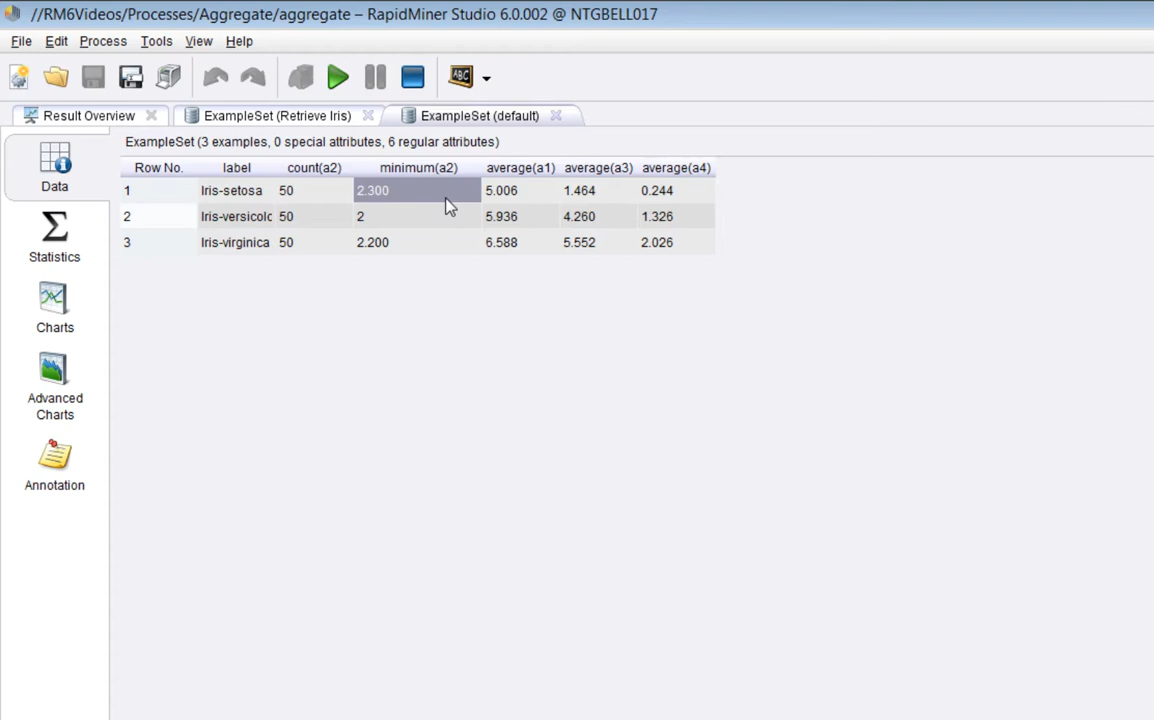 //RM6Videos/Processes/Aggregate/aggregate – RapidMiner Studio 6.0.002 @ NTGBELL017
File Edit Process Tools View Help
ABC
Result Overview ExampleSet (Retrieve Iris) ExampleSet (default)
ExampleSet (3 examples, 0 special attributes, 6 regular attributes)
Row No. label count(a2) minimum(a2) average(a1) average(a3) average(a4)
1 Iris-setosa 50 2.300 5.006 1.464 0.244
2 Iris-versicolc 50 2 5.936 4.260 1.326
3 Iris-virginica 50 2.200 6.588 5.552 2.026
Data
Statistics
Charts
Advanced
Charts
Annotation